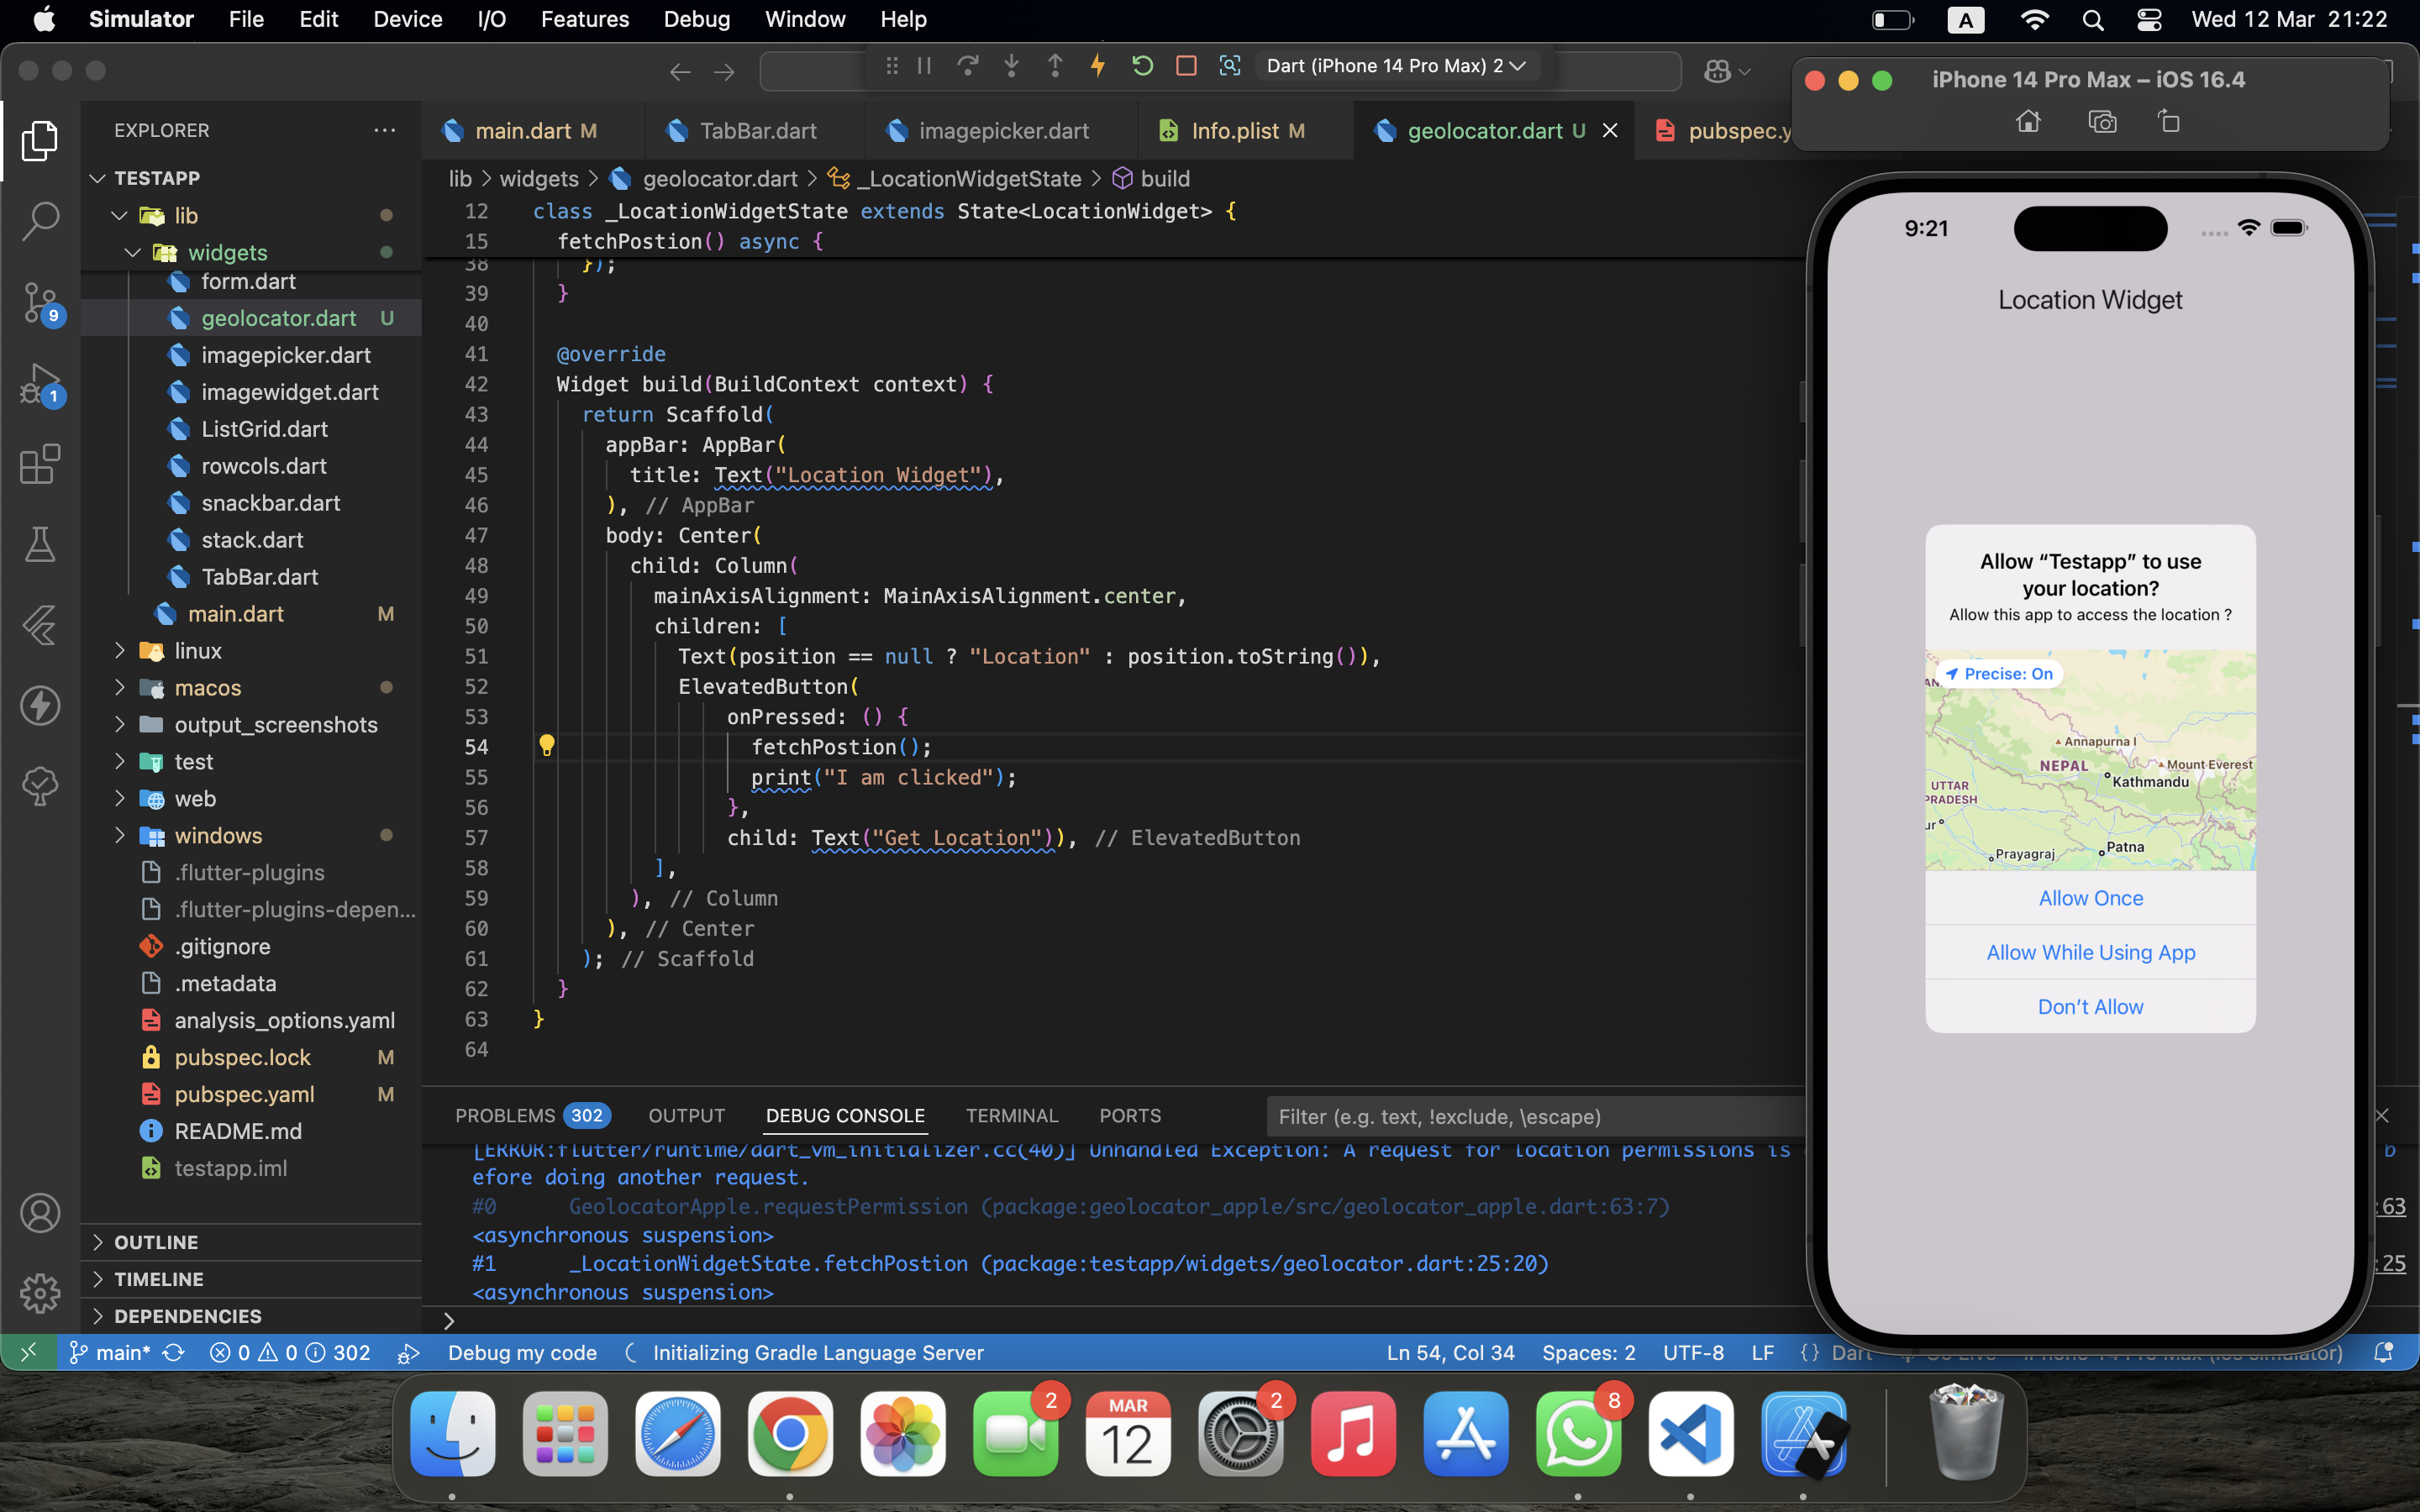 Simulator File Edit Device I/O Features Debug Window Help A Wed 12 Mar 21:22
Dart (iPhone 14 Pro Max) 2
iPhone 14 Pro Max – iOS 16.4
EXPLORER
main.dart M TabBar.dart imagepicker.dart Info.plist M geolocator.dart U pubspec.y
TESTAPP
lib
widgets
form.dart
geolocator.dart U
imagepicker.dart
imagewidget.dart
ListGrid.dart
rowcols.dart
snackbar.dart
stack.dart
TabBar.dart
main.dart M
linux
macos
output_screenshots
test
web
windows
.flutter-plugins
.flutter-plugins-depen...
.gitignore
.metadata
analysis_options.yaml
pubspec.lock M
pubspec.yaml M
README.md
testapp.iml
OUTLINE
TIMELINE
DEPENDENCIES
9
1
lib > widgets > geolocator.dart > _LocationWidgetState > build
12 class _LocationWidgetState extends State<LocationWidget> {
15 fetchPostion() async {
38 });
39 }
40
41 @override
42 Widget build(BuildContext context) {
43 return Scaffold(
44 appBar: AppBar(
45 title: Text("Location Widget"),
46 ), // AppBar
47 body: Center(
48 child: Column(
49 mainAxisAlignment: MainAxisAlignment.center,
50 children: [
51 Text(position == null ? "Location" : position.toString()),
52 ElevatedButton(
53 onPressed: () {
54 fetchPostion();
55 print("I am clicked");
56 },
57 child: Text("Get Location")), // ElevatedButton
58 ],
59 ), // Column
60 ), // Center
61 ); // Scaffold
62 }
63 }
64
PROBLEMS 302 OUTPUT DEBUG CONSOLE TERMINAL PORTS Filter (e.g. text, !exclude, \escape)
[ERROR:flutter/runtime/dart_vm_initializer.cc(40)] Unhandled Exception: A request for location permissions is b
efore doing another request.
#0 GeolocatorApple.requestPermission (package:geolocator_apple/src/geolocator_apple.dart:63:7) :63
<asynchronous suspension>
#1 _LocationWidgetState.fetchPostion (package:testapp/widgets/geolocator.dart:25:20) :25
<asynchronous suspension>
9:21
Location Widget
Allow “Testapp” to use
your location?
Allow this app to access the location ?
Precise: On
Annapurna I
NEPAL
Mount Everest
Kathmandu
UTTAR
PRADESH
Prayagraj
Patna
Allow Once
Allow While Using App
Don’t Allow
main* 0 0 302 Debug my code Initializing Gradle Language Server Ln 54, Col 34 Spaces: 2 UTF-8 LF {} Dart
2
MAR
12
2
8